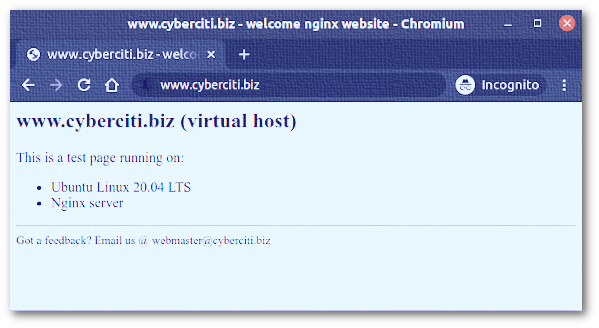 www.cyberciti.biz - welcome nginx website - Chromium
www.cyberciti.biz - welco
www.cyberciti.biz
Incognito
www.cyberciti.biz (virtual host)
This is a test page running on:
Ubuntu Linux 20.04 LTS
Nginx server
Got a feedback? Email us @ webmaster@cyberciti.biz